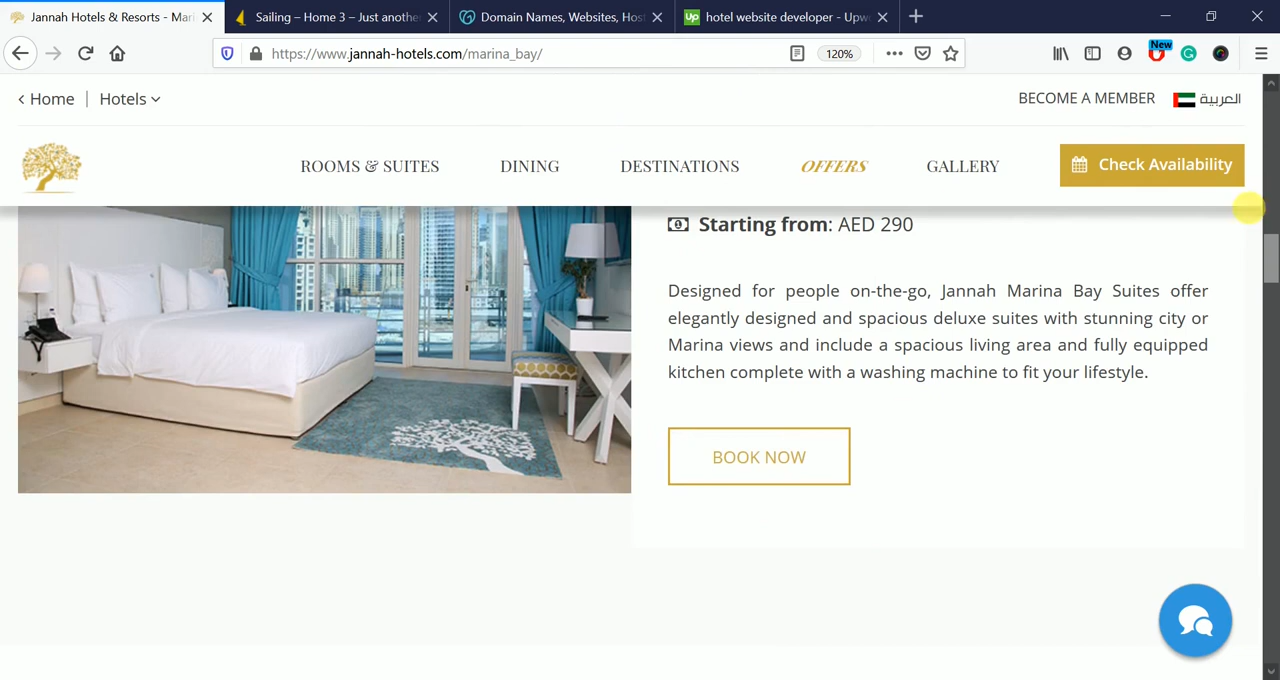 Jannah Hotels & Resorts - Mari
Sailing – Home 3 – Just anothe
Domain Names, Websites, Hos
Up
hotel website developer - Upw
https://www.jannah-hotels.com/marina_bay/
120%
New
Home
Hotels
BECOME A MEMBER
العربية
ROOMS & SUITES
DINING
DESTINATIONS
OFFERS
GALLERY
Check Availability
Starting from: AED 290
Designed for people on-the-go, Jannah Marina Bay Suites offer
elegantly designed and spacious deluxe suites with stunning city or
Marina views and include a spacious living area and fully equipped
kitchen complete with a washing machine to fit your lifestyle.
BOOK NOW